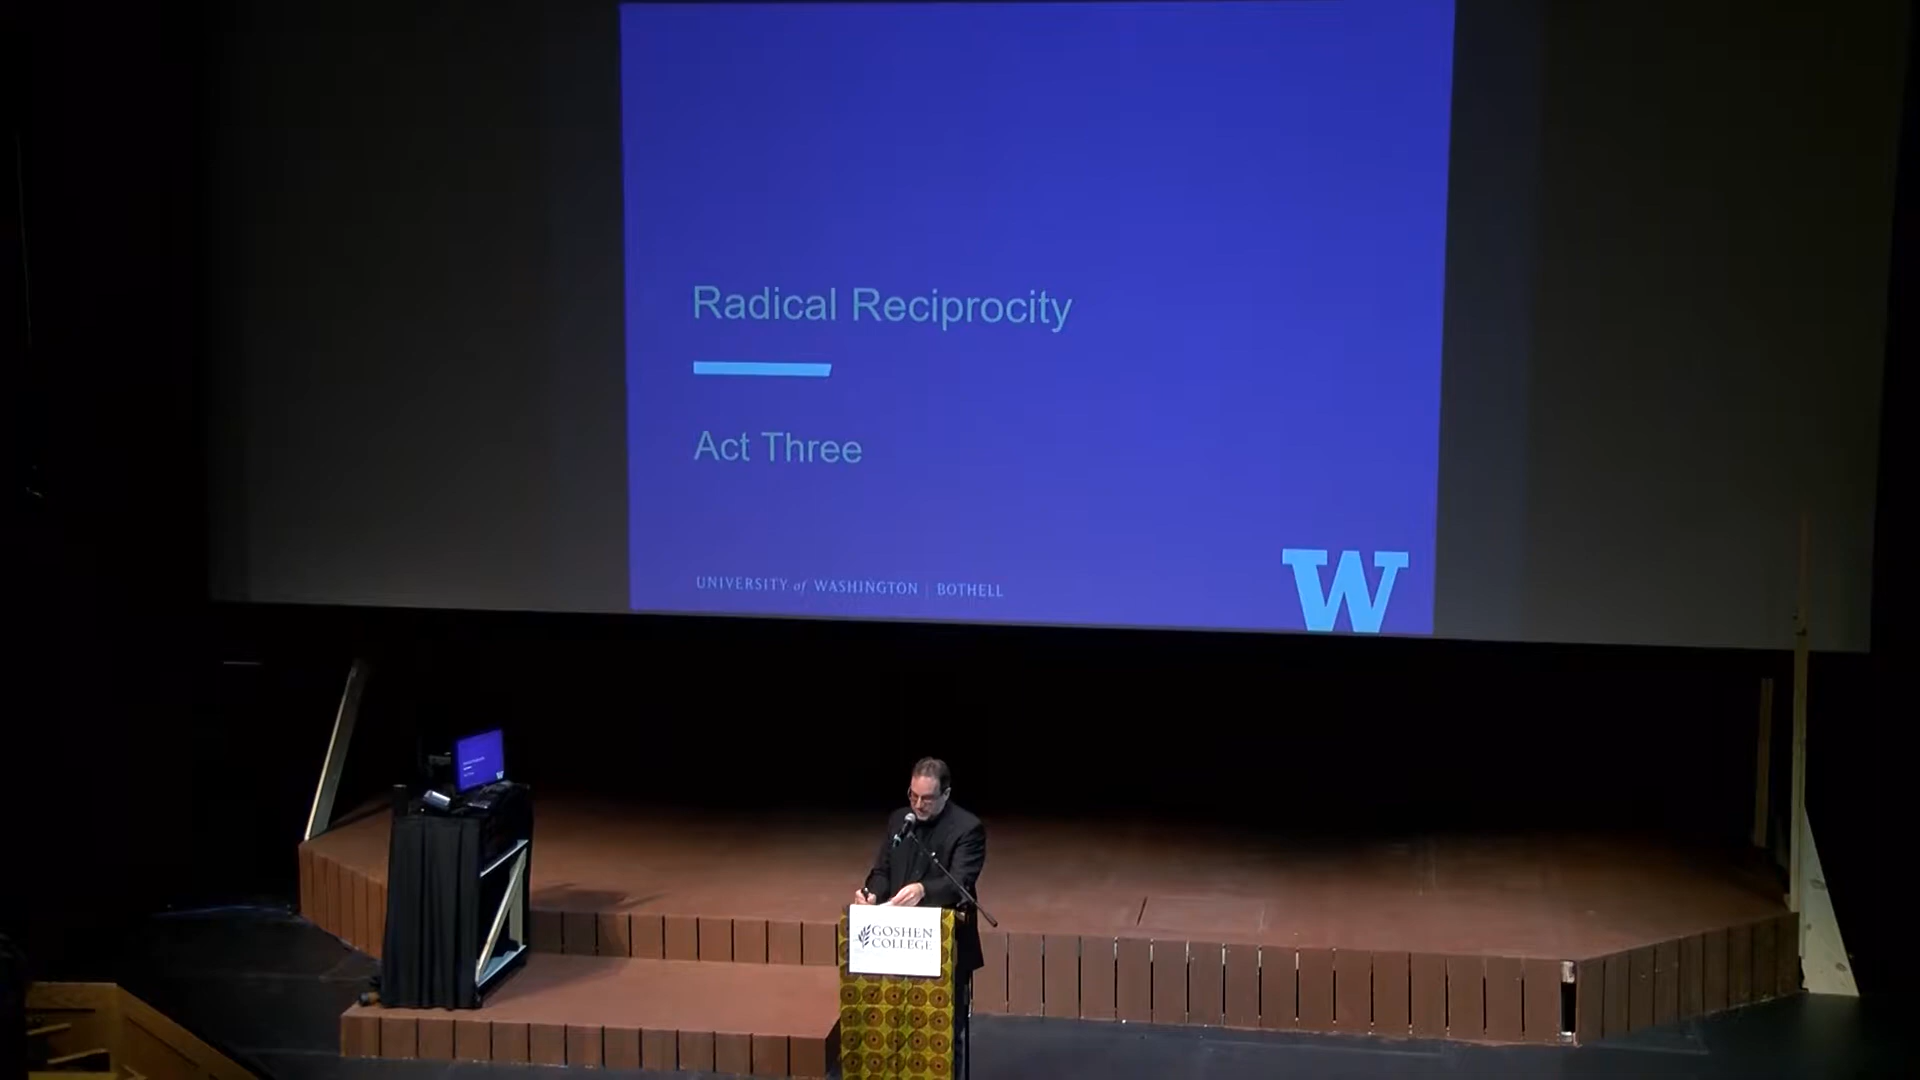 Radical Reciprocity
Act Three
UNIVERSITY of WASHINGTON | BOTHELL
W
GOSHEN
COLLEGE